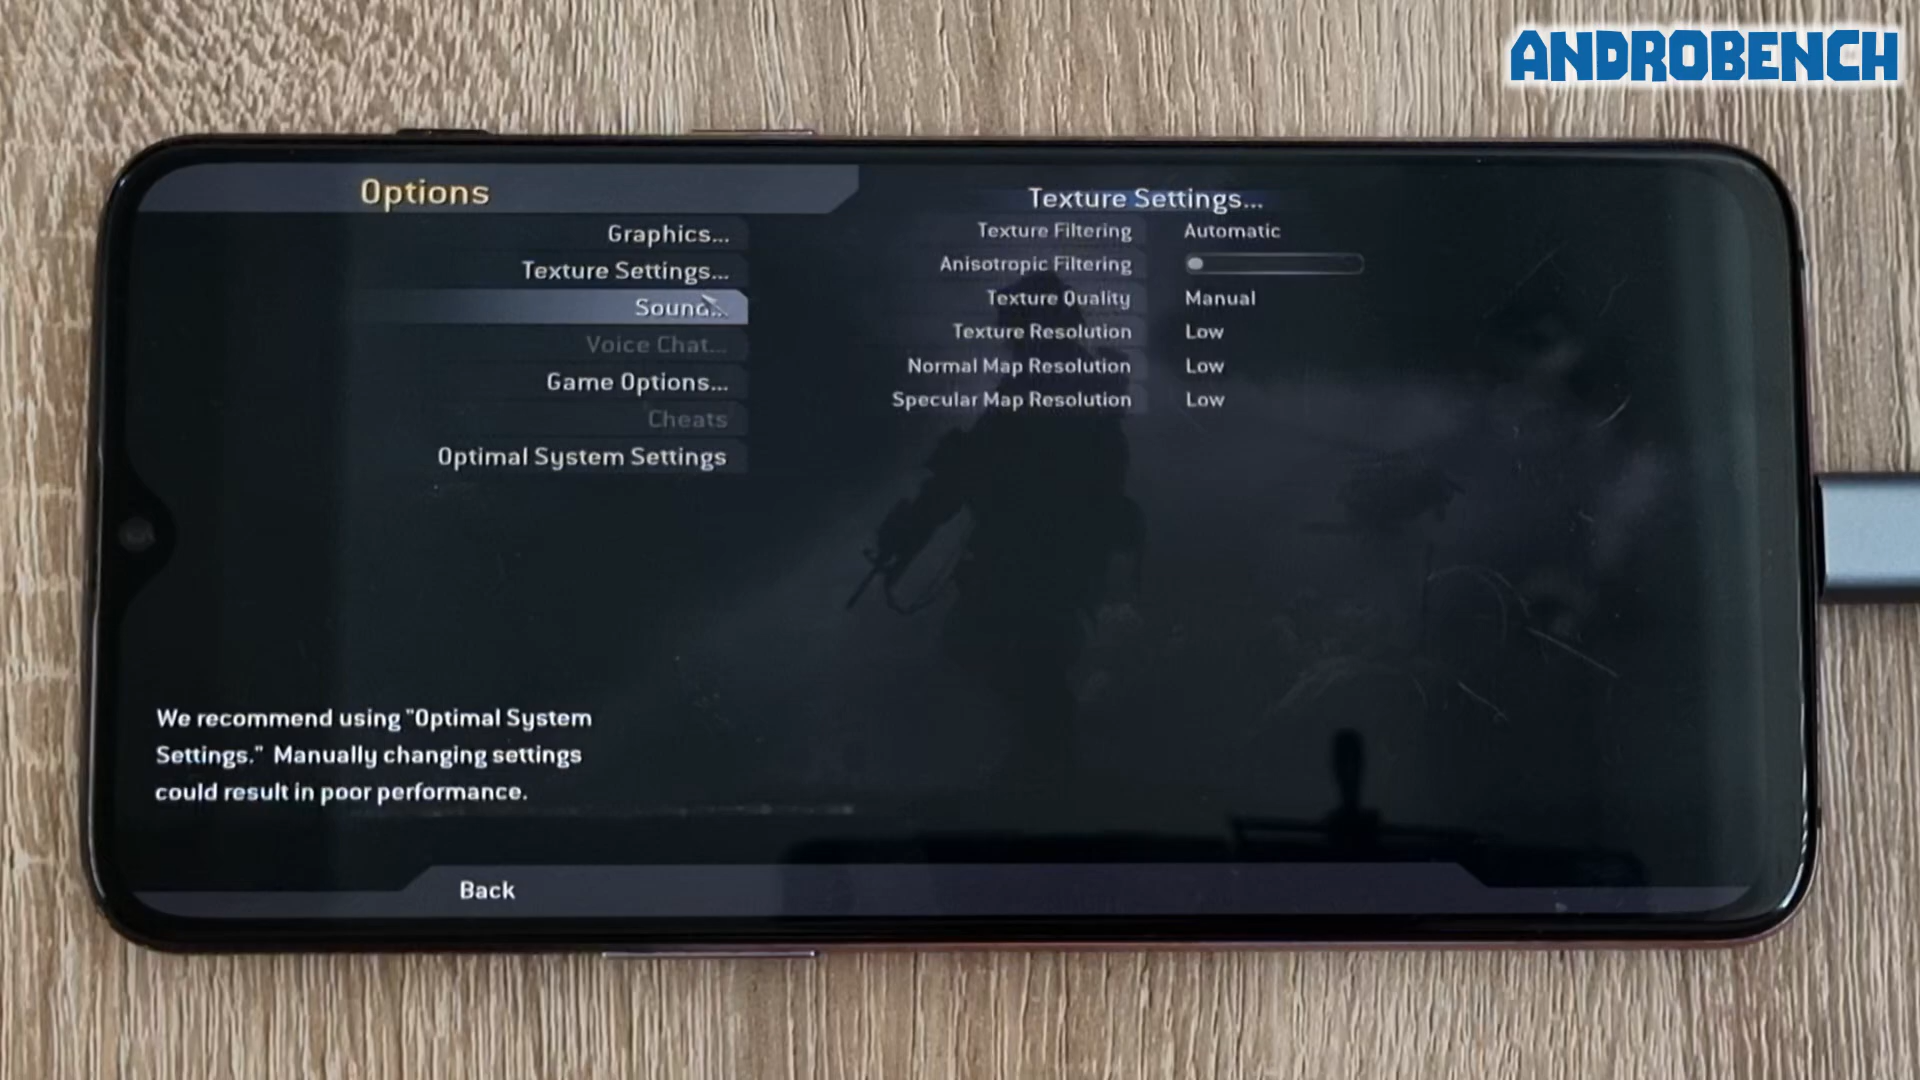 ANDROBENCH
Options
Graphics...
Texture Settings...
Sound...
Voice Chat...
Game Options...
Cheats
Optimal System Settings
Texture Settings...
Texture Filtering Automatic
Anisotropic Filtering
Texture Quality Manual
Texture Resolution Low
Normal Map Resolution Low
Specular Map Resolution Low
We recommend using "Optimal System
Settings." Manually changing settings
could result in poor performance.
Back